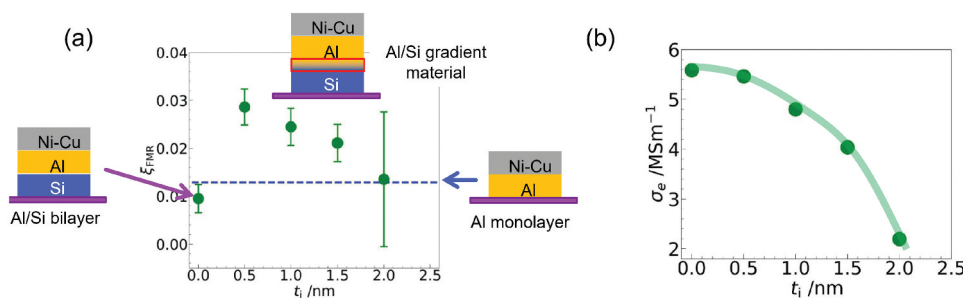 (a)
Ni-Cu
Al
Si
Al/Si gradient
material
0.04
0.03
0.02
0.01
0.00
ξFMR
Ni-Cu
Al
Si
Al/Si bilayer
Ni-Cu
Al
Al monolayer
0.0 0.5 1.0 1.5 2.0 2.5
ti /nm
(b)
6
5
4
3
2
σe /MSm⁻¹
0.0 0.5 1.0 1.5 2.0 2.5
ti /nm